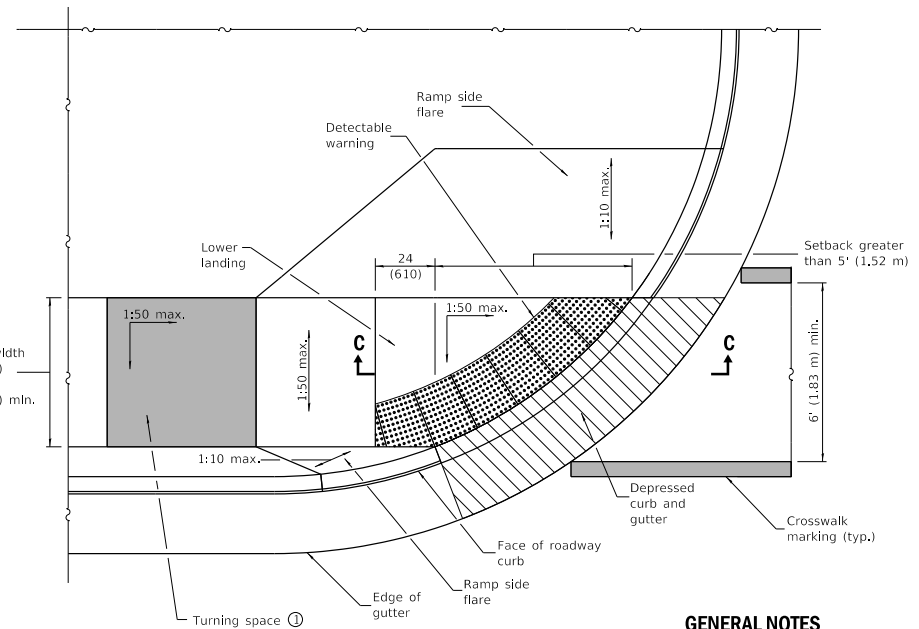 Ramp side
flare
Detectable
warning
1:10 max.
Lower
landing
24
(610)
Setback greater
than 5' (1.52 m)
1:50 max.
1:50 max.
1:50 max.
C
C
mIn.
6' (1.83 m) min.
1:10 max.
Depressed
curb and
gutter
Crosswalk
marking (typ.)
Face of roadway
curb
Ramp side
flare
Edge of
gutter
Turning space ①
GENERAL NOTES